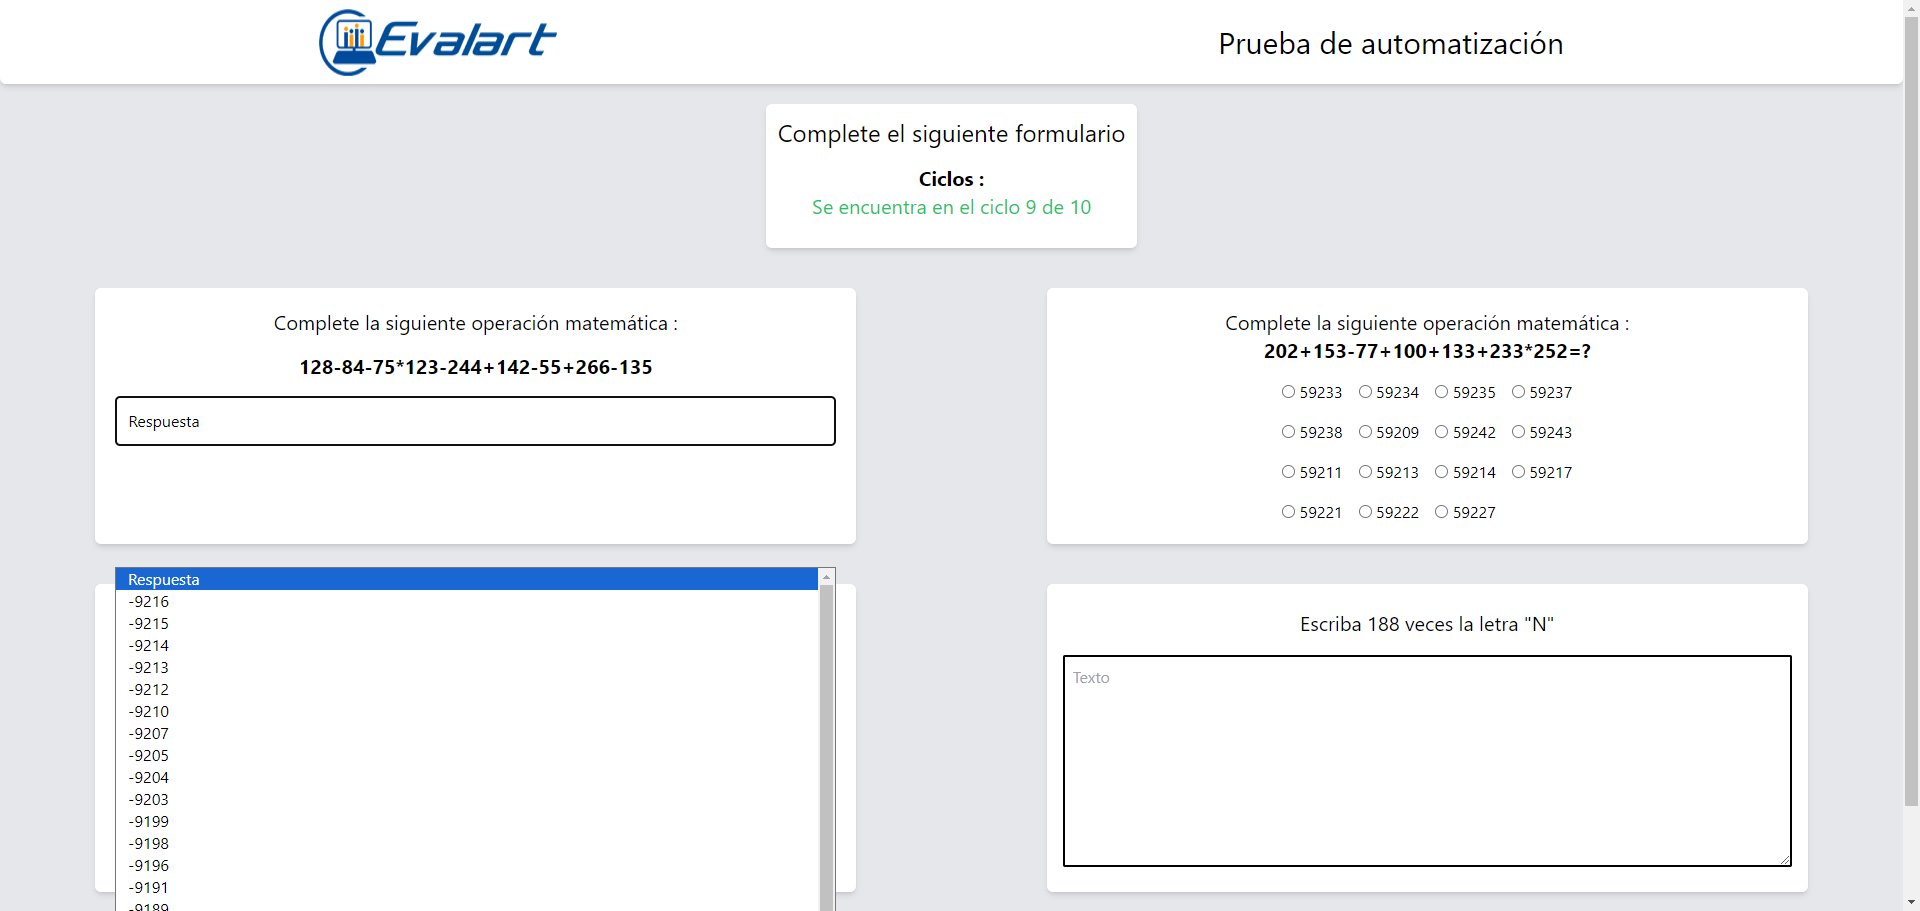 Evalart
Prueba de automatización
Complete el siguiente formulario
Ciclos :
Se encuentra en el ciclo 9 de 10
Complete la siguiente operación matemática :
128-84-75*123-244+142-55+266-135
Respuesta
Complete la siguiente operación matemática :
202+153-77+100+133+233*252=?
59233 59234 59235 59237
59238 59209 59242 59243
59211 59213 59214 59217
59221 59222 59227
Respuesta
-9216
-9215
-9214
-9213
-9212
-9210
-9207
-9205
-9204
-9203
-9199
-9198
-9196
-9191
-9189
Escriba 188 veces la letra "N"
Texto